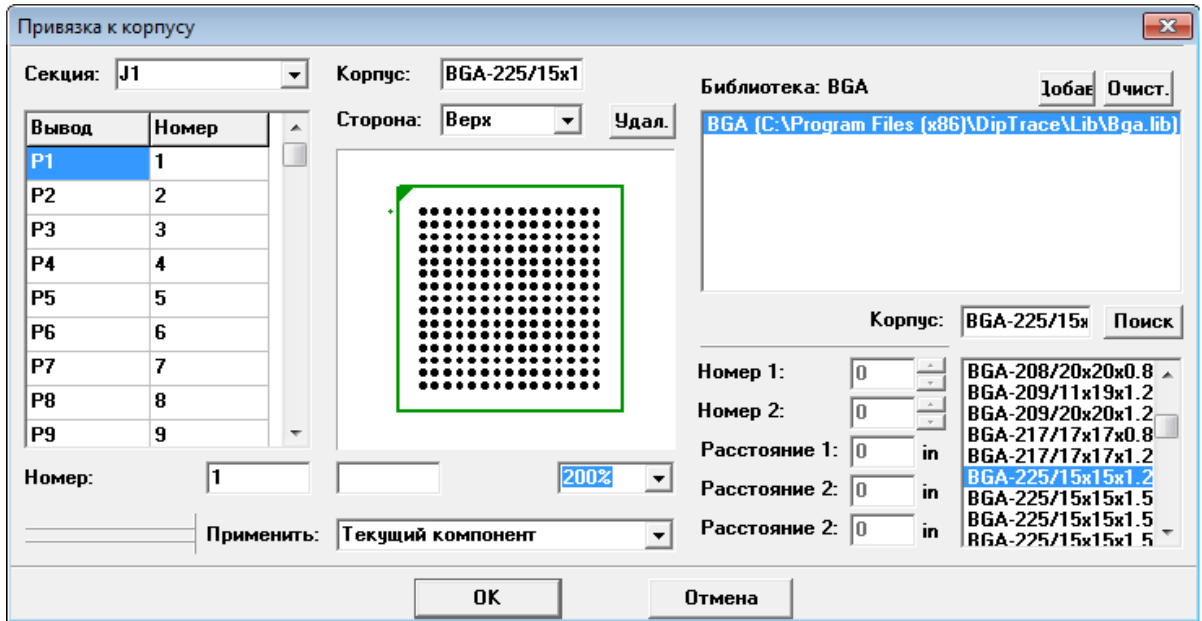 Привязка к корпусу
Секция: J1
Вывод Номер
P1 1
P2 2
P3 3
P4 4
P5 5
P6 6
P7 7
P8 8
P9 9
Номер: 1
Корпус: BGA-225/15x1
Сторона: Верх Удал.
200%
Применить: Текущий компонент
Библиотека: BGA Добав Очист.
BGA (C:\Program Files (x86)\DipTrace\Lib\Bga.lib)
Корпус: BGA-225/15x Поиск
Номер 1: 0
Номер 2: 0
Расстояние 1: 0 in
Расстояние 2: 0 in
Расстояние 2: 0 in
BGA-208/20x20x0.8
BGA-209/11x19x1.2
BGA-209/20x20x1.2
BGA-217/17x17x0.8
BGA-217/17x17x1.2
BGA-225/15x15x1.2
BGA-225/15x15x1.5
BGA-225/15x15x1.5
BGA-225/15x15x1.5
OK Отмена